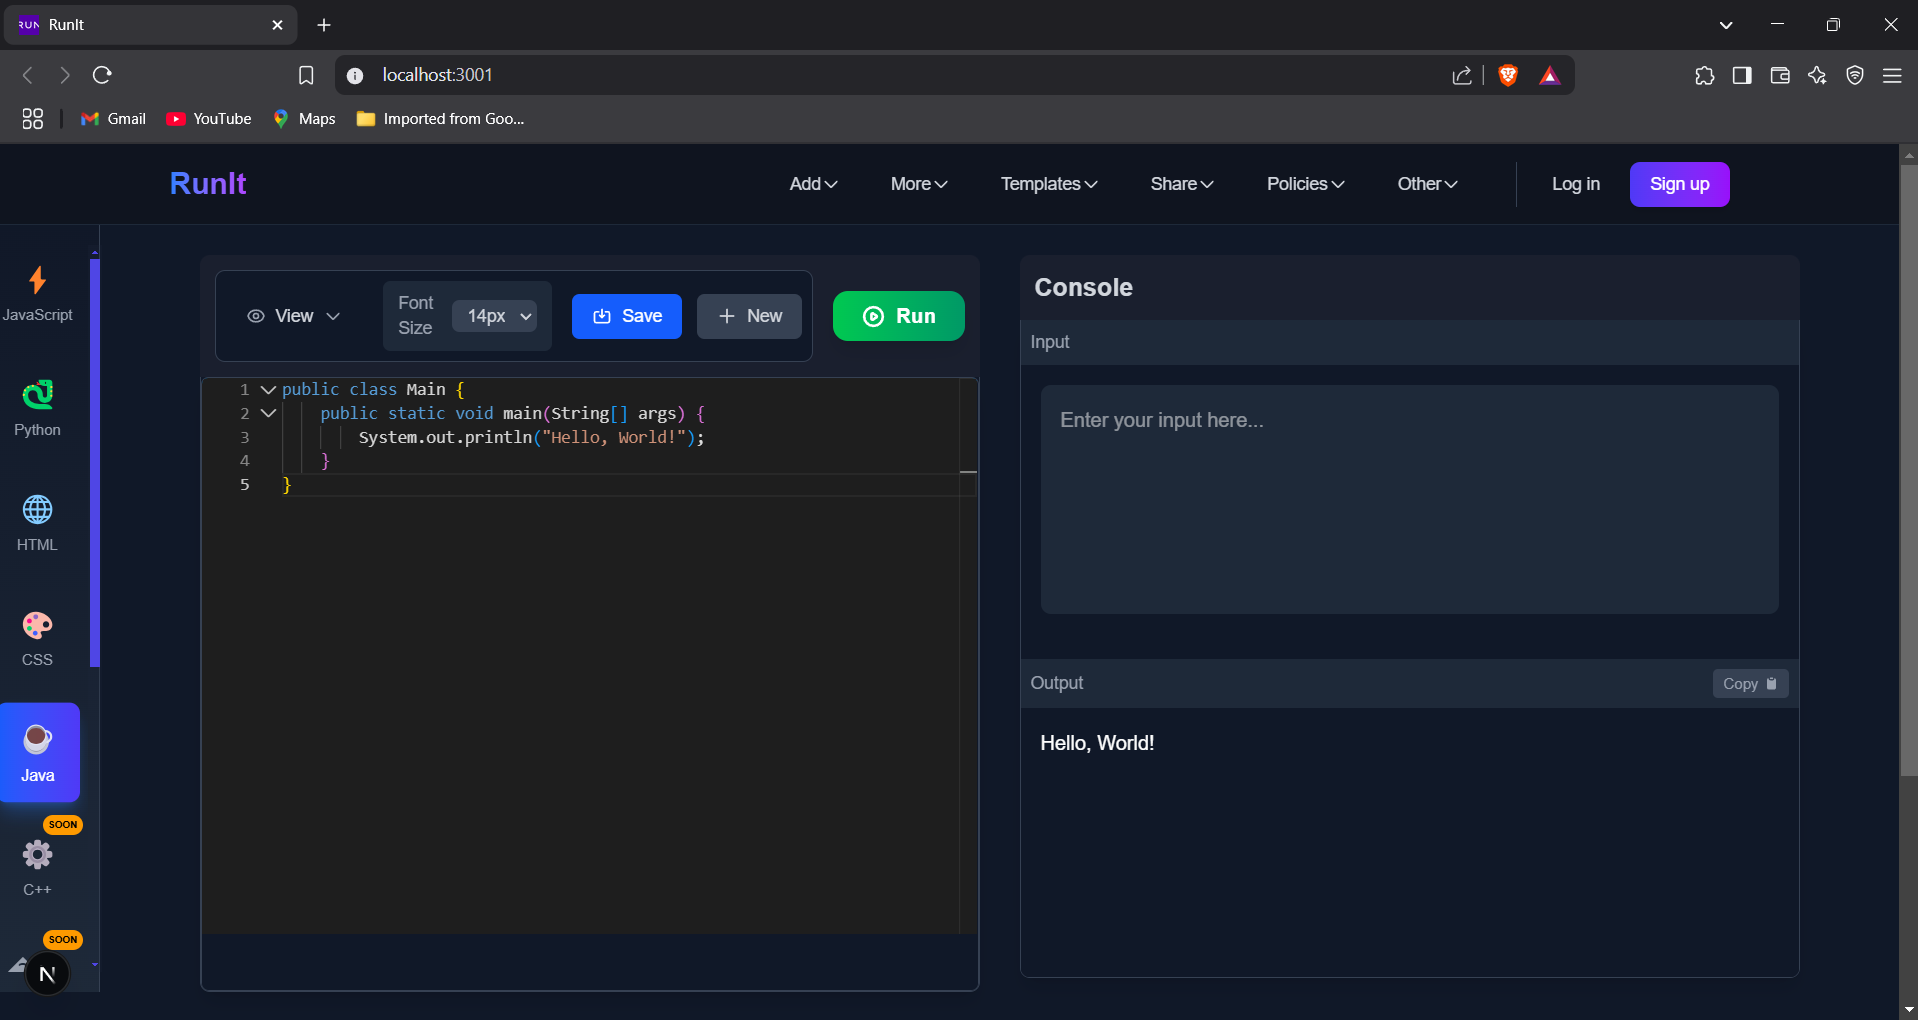 RUN RunIt
localhost:3001
Gmail YouTube Maps Imported from Goo...
RunIt Add More Templates Share Policies Other Log in Sign up
JavaScript
Python
HTML
CSS
Java
SOON
C++
SOON
N
View Font Size 14px Save New Run
1 public class Main {
2 public static void main(String[] args) {
3 System.out.println("Hello, World!");
4 }
5 }
Console
Input
Enter your input here...
Output Copy
Hello, World!